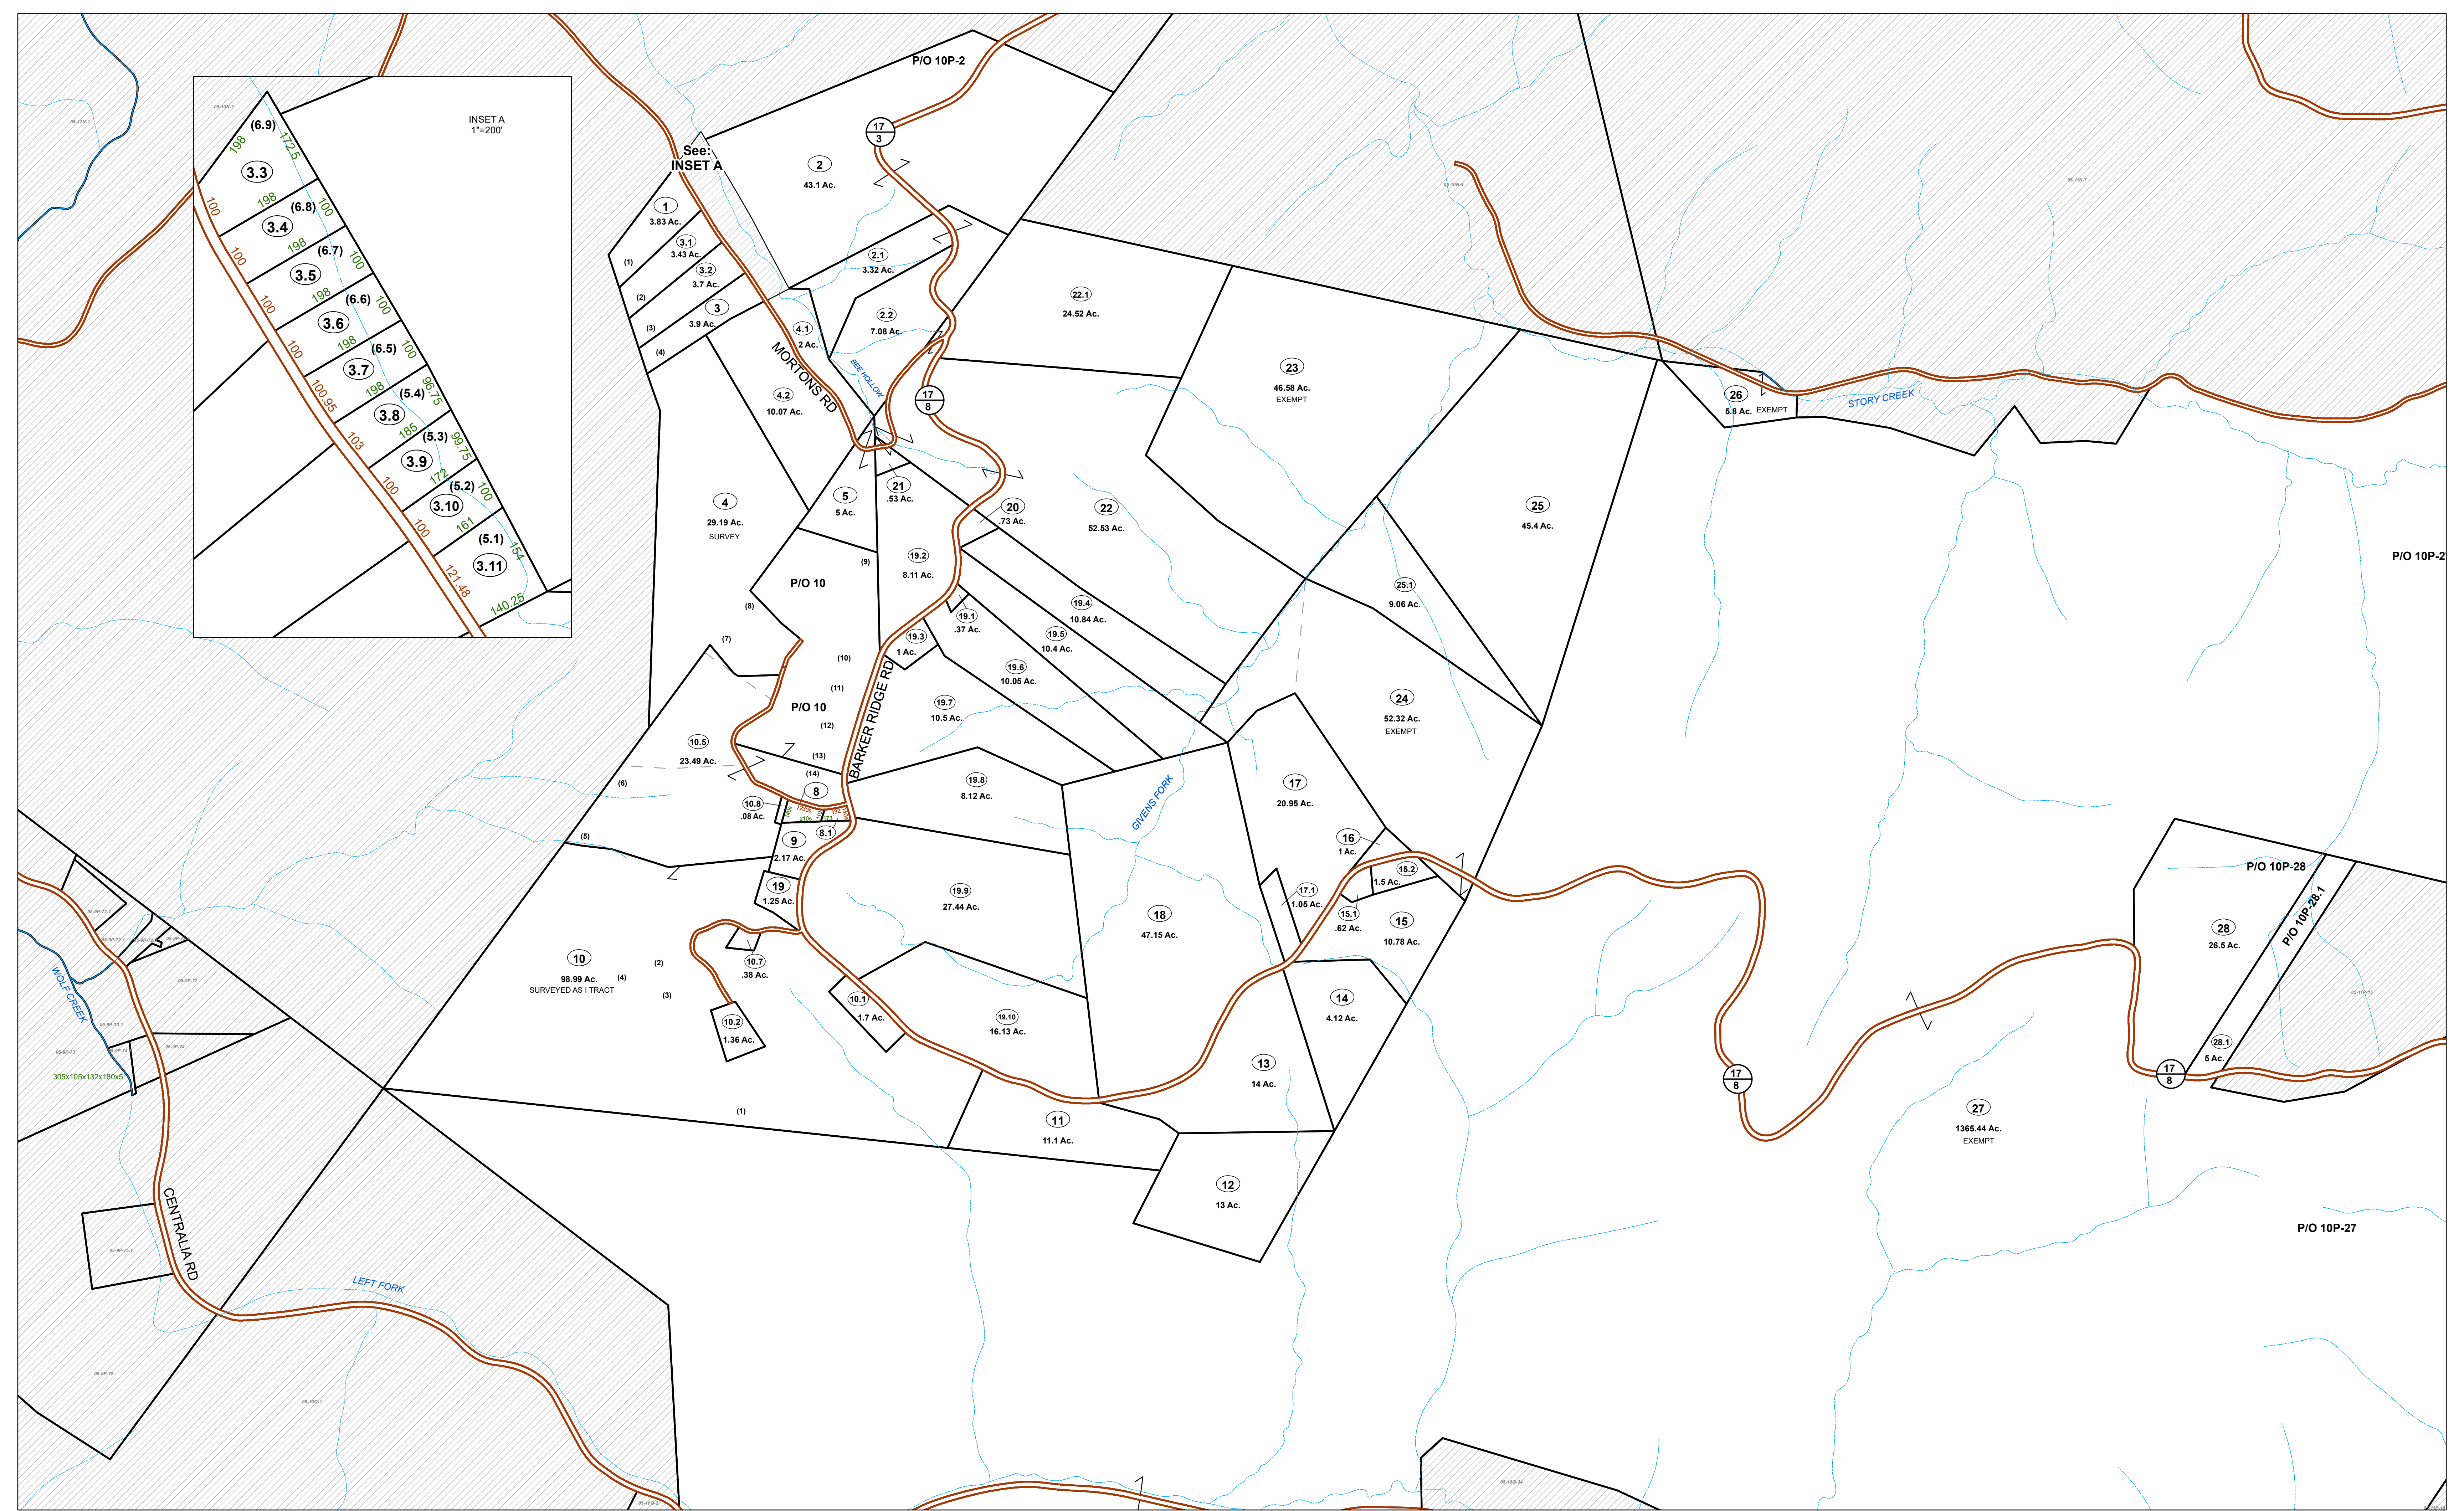 P/O 10P-2
05-10N-2
INSET A
1"=200'
(6.9)
198
172.5
3.3
100
198
(6.8)
100
3.4
100
198
(6.7)
100
3.5
100
198
(6.6)
100
3.6
100
198
(6.5)
100
3.7
100.95
198
(5.4)
96.75
3.8
103
185
(5.3)
99.75
3.9
100
172
(5.2)
100
3.10
100
161
(5.1)
154
3.11
121.48
140.25
17
3
See:
INSET A
2
43.1 Ac.
1
3.83 Ac.
(1)
3.1
3.43 Ac.
(2)
3.2
3.7 Ac.
(3)
3
3.9 Ac.
(4)
2.1
3.32 Ac.
2.2
7.08 Ac.
4.1
2 Ac.
BEE HOLLOW
MORTONS RD
4.2
10.07 Ac.
17
8
22.1
24.52 Ac.
23
46.58 Ac.
EXEMPT
26
5.8 Ac. EXEMPT
STORY CREEK
4
29.19 Ac.
SURVEY
5
5 Ac.
21
.53 Ac.
20
.73 Ac.
22
52.53 Ac.
25
45.4 Ac.
P/O 10P-2
19.2
8.11 Ac.
(9)
P/O 10
(8)
(7)
25.1
9.06 Ac.
19.1
.37 Ac.
19.4
10.84 Ac.
19.3
1 Ac.
19.5
10.4 Ac.
19.6
10.05 Ac.
(10)
(11)
P/O 10
(12)
(13)
(14)
BARKER RIDGE RD
19.7
10.5 Ac.
24
52.32 Ac.
EXEMPT
10.5
23.49 Ac.
(6)
(5)
8
10.8
.08 Ac.
210s
8.1
9
2.17 Ac.
19
1.25 Ac.
19.8
8.12 Ac.
GIVENS FORK
17
20.95 Ac.
16
1 Ac.
15.2
1.5 Ac.
17.1
1.05 Ac.
15.1
.62 Ac.
15
10.78 Ac.
19.9
27.44 Ac.
18
47.15 Ac.
P/O 10P-28
P/O 10P-28.1
28
26.5 Ac.
28.1
5 Ac.
17
8
10
98.99 Ac.
SURVEYED AS I TRACT
(2)
(4)
(3)
10.7
.38 Ac.
10.2
1.36 Ac.
10.1
1.7 Ac.
19.10
16.13 Ac.
14
4.12 Ac.
13
14 Ac.
17
8
(1)
11
11.1 Ac.
27
1365.44 Ac.
EXEMPT
12
13 Ac.
P/O 10P-27
WOLF CREEK
305x105x132x180x5
CENTRALIA RD
LEFT FORK